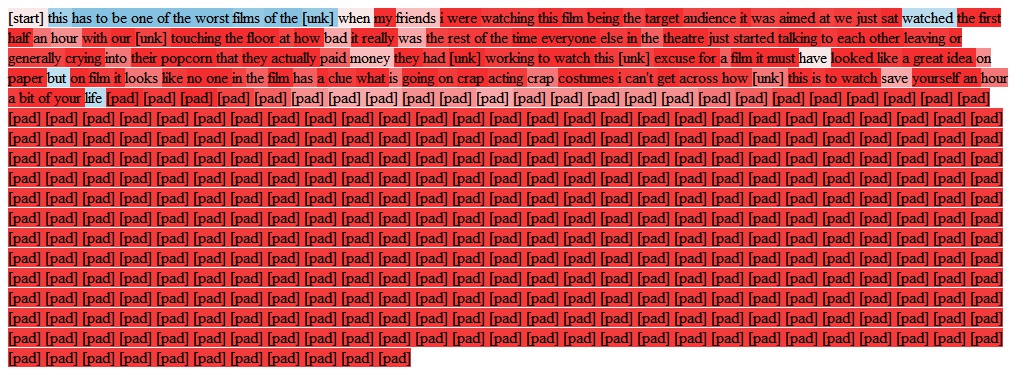 [start] this has to be one of the worst films of the [unk] when my friends i were watching this film being the target audience it was aimed at we just sat watched the first
half an hour with our [unk] touching the floor at how bad it really was the rest of the time everyone else in the theatre just started talking to each other leaving or
generally crying into their popcorn that they actually paid money they had [unk] working to watch this [unk] excuse for a film it must have looked like a great idea on
paper but on film it looks like no one in the film has a clue what is going on crap acting crap costumes i can't get across how [unk] this is to watch save yourself an hour
a bit of your life [pad] [pad] [pad] [pad] [pad] [pad] [pad] [pad] [pad] [pad] [pad] [pad] [pad] [pad] [pad] [pad] [pad] [pad] [pad] [pad] [pad] [pad] [pad] [pad]
[pad] [pad] [pad] [pad] [pad] [pad] [pad] [pad] [pad] [pad] [pad] [pad] [pad] [pad] [pad] [pad] [pad] [pad] [pad] [pad] [pad] [pad] [pad] [pad] [pad] [pad] [pad]
[pad] [pad] [pad] [pad] [pad] [pad] [pad] [pad] [pad] [pad] [pad] [pad] [pad] [pad] [pad] [pad] [pad] [pad] [pad] [pad] [pad] [pad] [pad] [pad] [pad] [pad] [pad]
[pad] [pad] [pad] [pad] [pad] [pad] [pad] [pad] [pad] [pad] [pad] [pad] [pad] [pad] [pad] [pad] [pad] [pad] [pad] [pad] [pad] [pad] [pad] [pad] [pad] [pad] [pad]
[pad] [pad] [pad] [pad] [pad] [pad] [pad] [pad] [pad] [pad] [pad] [pad] [pad] [pad] [pad] [pad] [pad] [pad] [pad] [pad] [pad] [pad] [pad] [pad] [pad] [pad] [pad]
[pad] [pad] [pad] [pad] [pad] [pad] [pad] [pad] [pad] [pad] [pad] [pad] [pad] [pad] [pad] [pad] [pad] [pad] [pad] [pad] [pad] [pad] [pad] [pad] [pad] [pad] [pad]
[pad] [pad] [pad] [pad] [pad] [pad] [pad] [pad] [pad] [pad] [pad] [pad] [pad] [pad] [pad] [pad] [pad] [pad] [pad] [pad] [pad] [pad] [pad] [pad] [pad] [pad] [pad]
[pad] [pad] [pad] [pad] [pad] [pad] [pad] [pad] [pad] [pad] [pad] [pad] [pad] [pad] [pad] [pad] [pad] [pad] [pad] [pad] [pad] [pad] [pad] [pad] [pad] [pad] [pad]
[pad] [pad] [pad] [pad] [pad] [pad] [pad] [pad] [pad] [pad] [pad] [pad] [pad] [pad] [pad] [pad] [pad] [pad] [pad] [pad] [pad] [pad] [pad] [pad] [pad] [pad] [pad]
[pad] [pad] [pad] [pad] [pad] [pad] [pad] [pad] [pad] [pad] [pad] [pad] [pad] [pad] [pad] [pad] [pad] [pad] [pad] [pad] [pad] [pad] [pad] [pad] [pad] [pad] [pad]
[pad] [pad] [pad] [pad] [pad] [pad] [pad] [pad] [pad] [pad] [pad] [pad] [pad] [pad] [pad] [pad] [pad] [pad] [pad] [pad] [pad] [pad] [pad] [pad] [pad] [pad] [pad]
[pad] [pad] [pad] [pad] [pad] [pad] [pad] [pad] [pad] [pad] [pad] [pad] [pad] [pad] [pad] [pad] [pad] [pad] [pad] [pad] [pad] [pad] [pad] [pad] [pad] [pad] [pad]
[pad] [pad] [pad] [pad] [pad] [pad] [pad] [pad] [pad] [pad] [pad] [pad] [pad] [pad] [pad] [pad] [pad] [pad] [pad] [pad] [pad] [pad] [pad] [pad] [pad] [pad] [pad]
[pad] [pad] [pad] [pad] [pad] [pad] [pad] [pad] [pad] [pad] [pad]